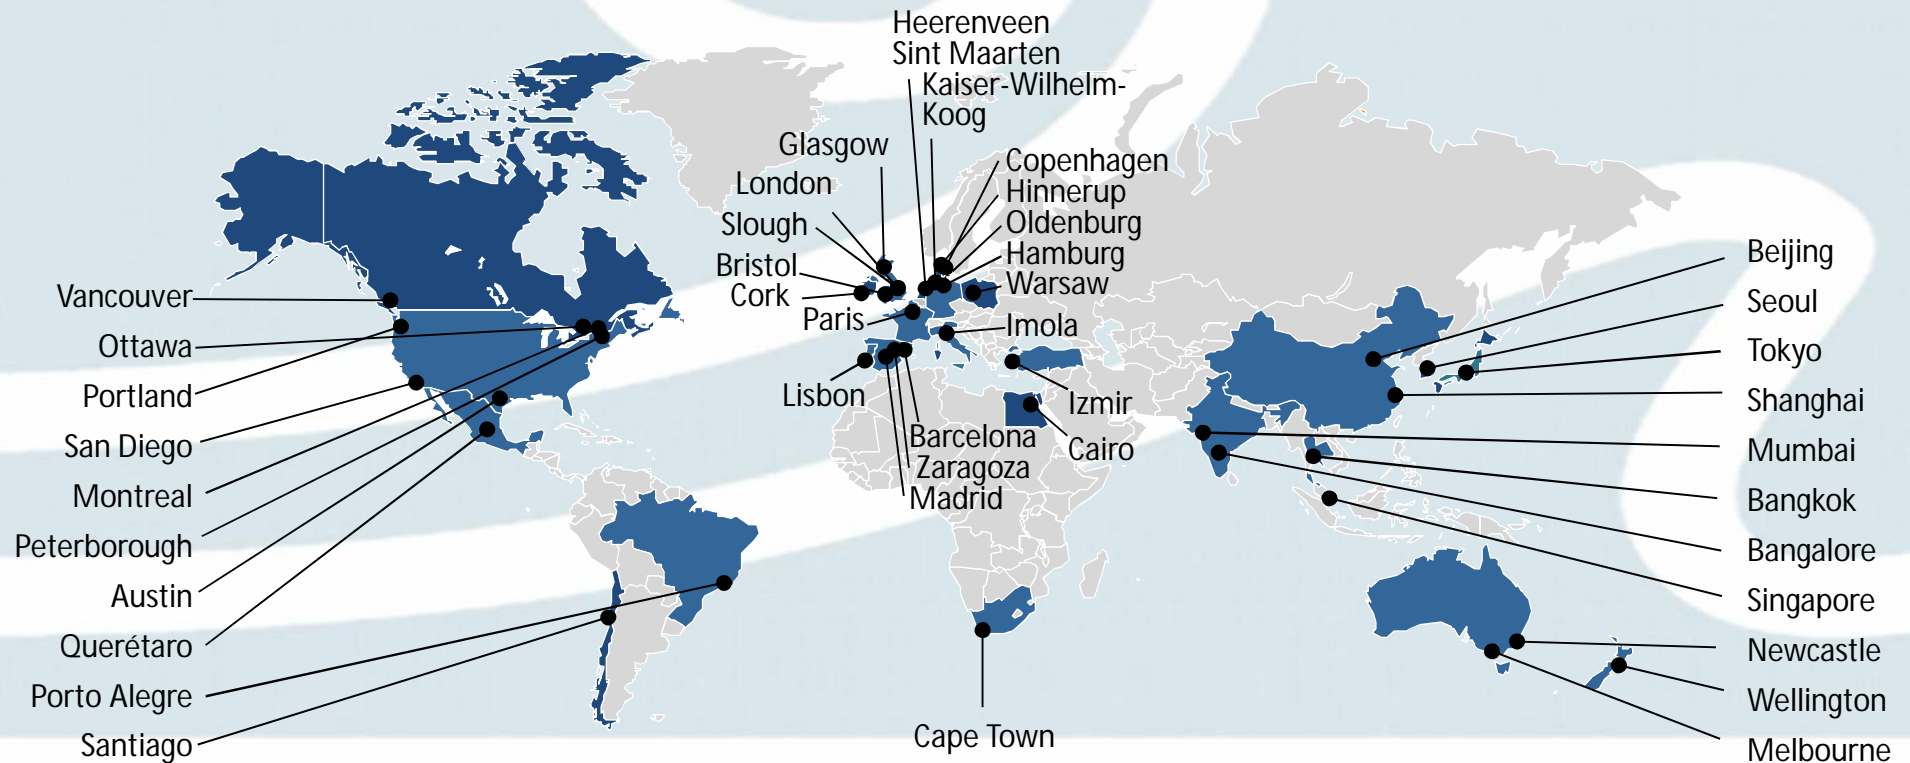 Heerenveen
Sint Maarten
Kaiser-Wilhelm-
Koog
Glasgow
London
Slough
Bristol
Cork
Paris
Lisbon
Copenhagen
Hinnerup
Oldenburg
Hamburg
Warsaw
Imola
Izmir
Cairo
Barcelona
Zaragoza
Madrid
Vancouver
Ottawa
Portland
San Diego
Montreal
Peterborough
Austin
Querétaro
Porto Alegre
Santiago
Cape Town
Beijing
Seoul
Tokyo
Shanghai
Mumbai
Bangkok
Bangalore
Singapore
Newcastle
Wellington
Melbourne